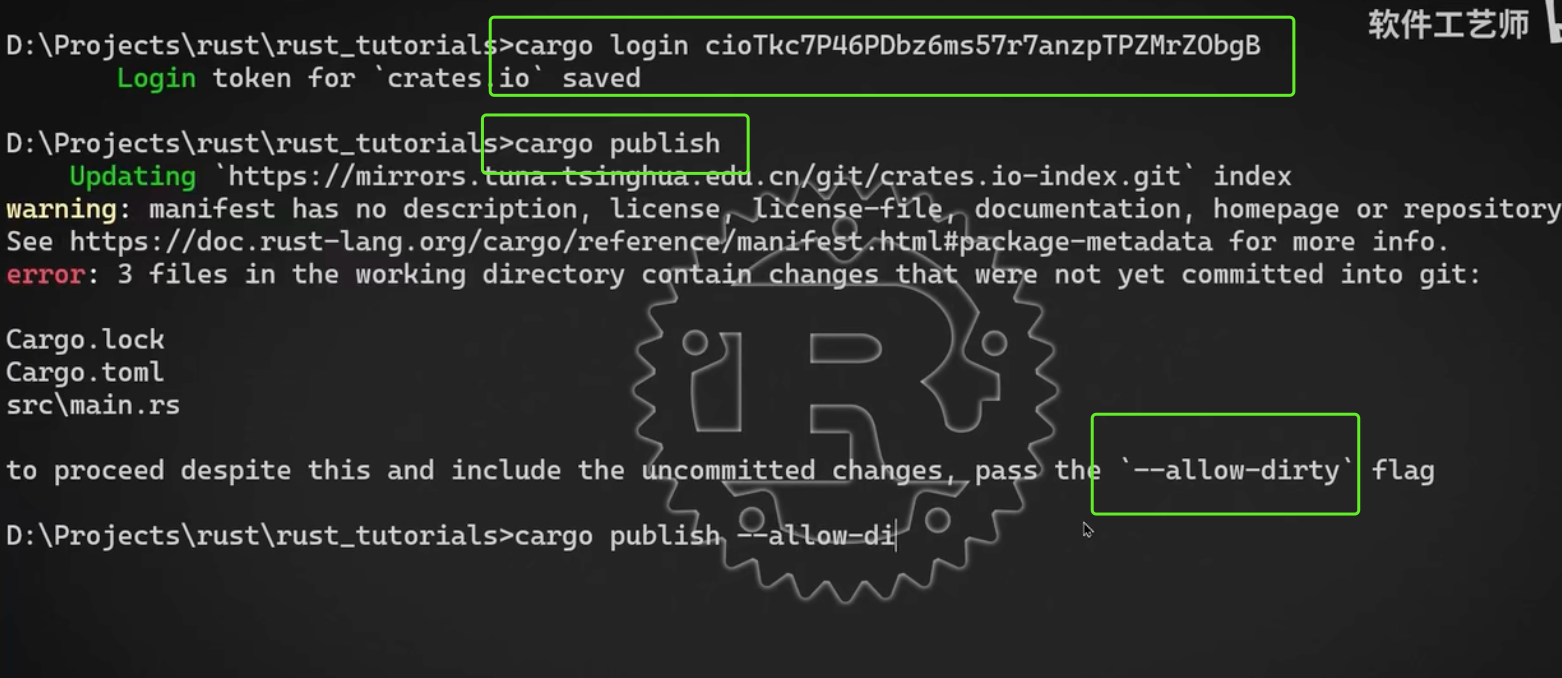 软件工艺师
D:\Projects\rust\rust_tutorials>cargo login cioTkc7P46PDbz6ms57r7anzpTPZMrZObgB
Login token for `crates.io` saved
D:\Projects\rust\rust_tutorials>cargo publish
Updating `https://mirrors.tuna.tsinghua.edu.cn/git/crates.io-index.git` index
warning: manifest has no description, license, license-file, documentation, homepage or repository
See https://doc.rust-lang.org/cargo/reference/manifest.html#package-metadata for more info.
error: 3 files in the working directory contain changes that were not yet committed into git:
Cargo.lock
Cargo.toml
src\main.rs
to proceed despite this and include the uncommitted changes, pass the `--allow-dirty` flag
D:\Projects\rust\rust_tutorials>cargo publish --allow-di